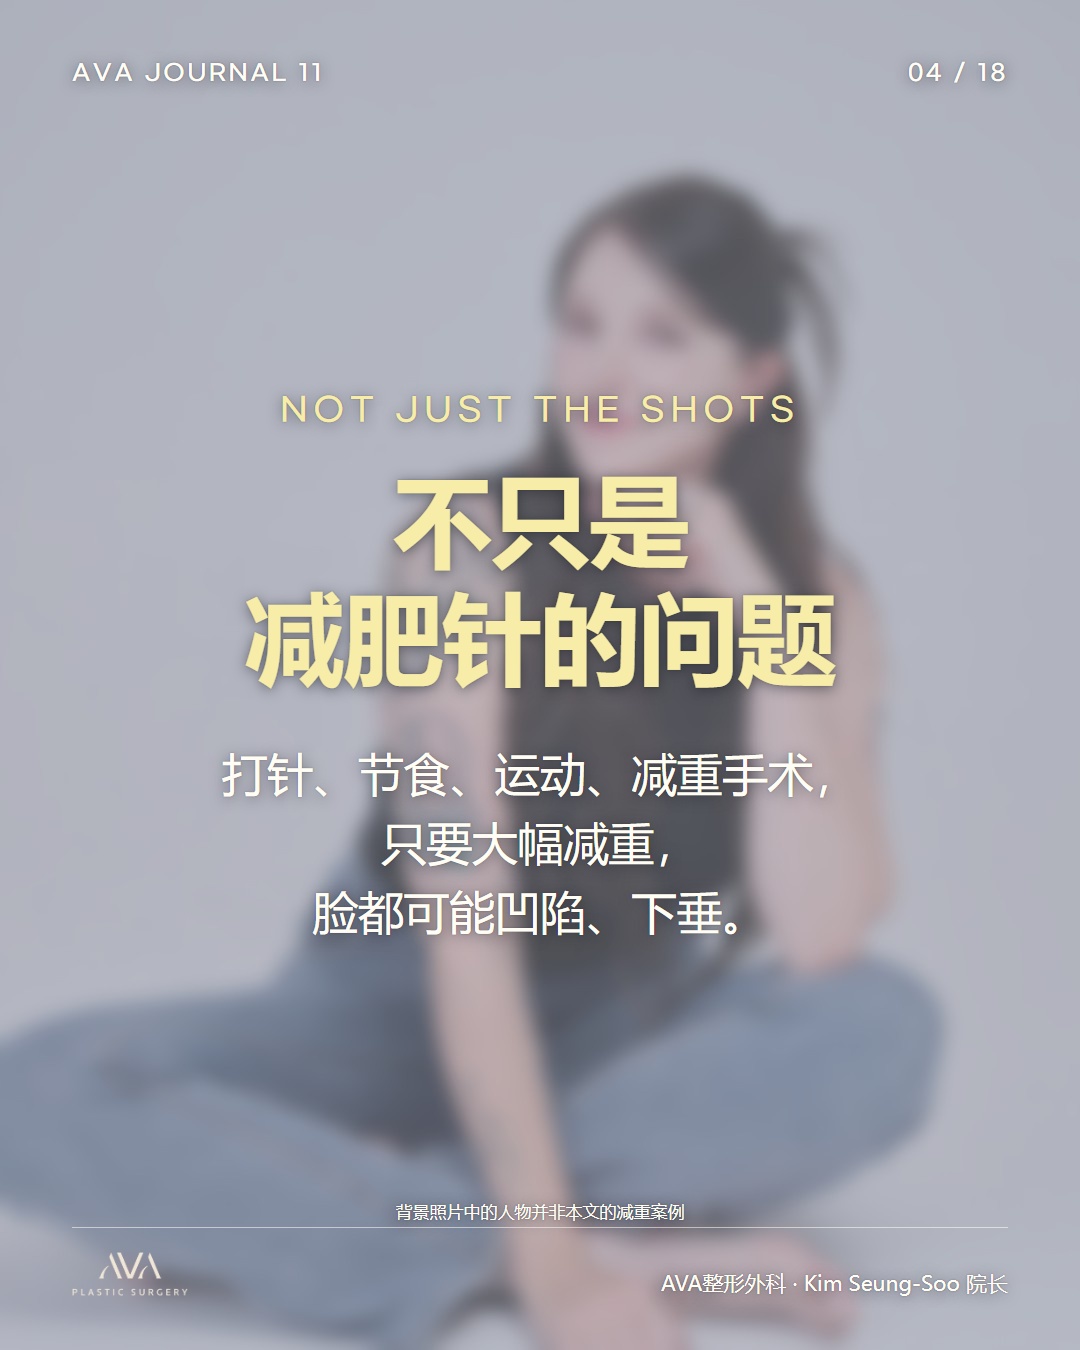 AVA JOURNAL 11
04 / 18
NOT JUST THE SHOTS
不只是
减肥针的问题
打针、节食、运动、减重手术，
只要大幅减重，
脸都可能凹陷、下垂。
背景照片中的人物并非本文的减重案例
AVA
PLASTIC SURGERY
AVA整形外科 · Kim Seung-Soo 院长